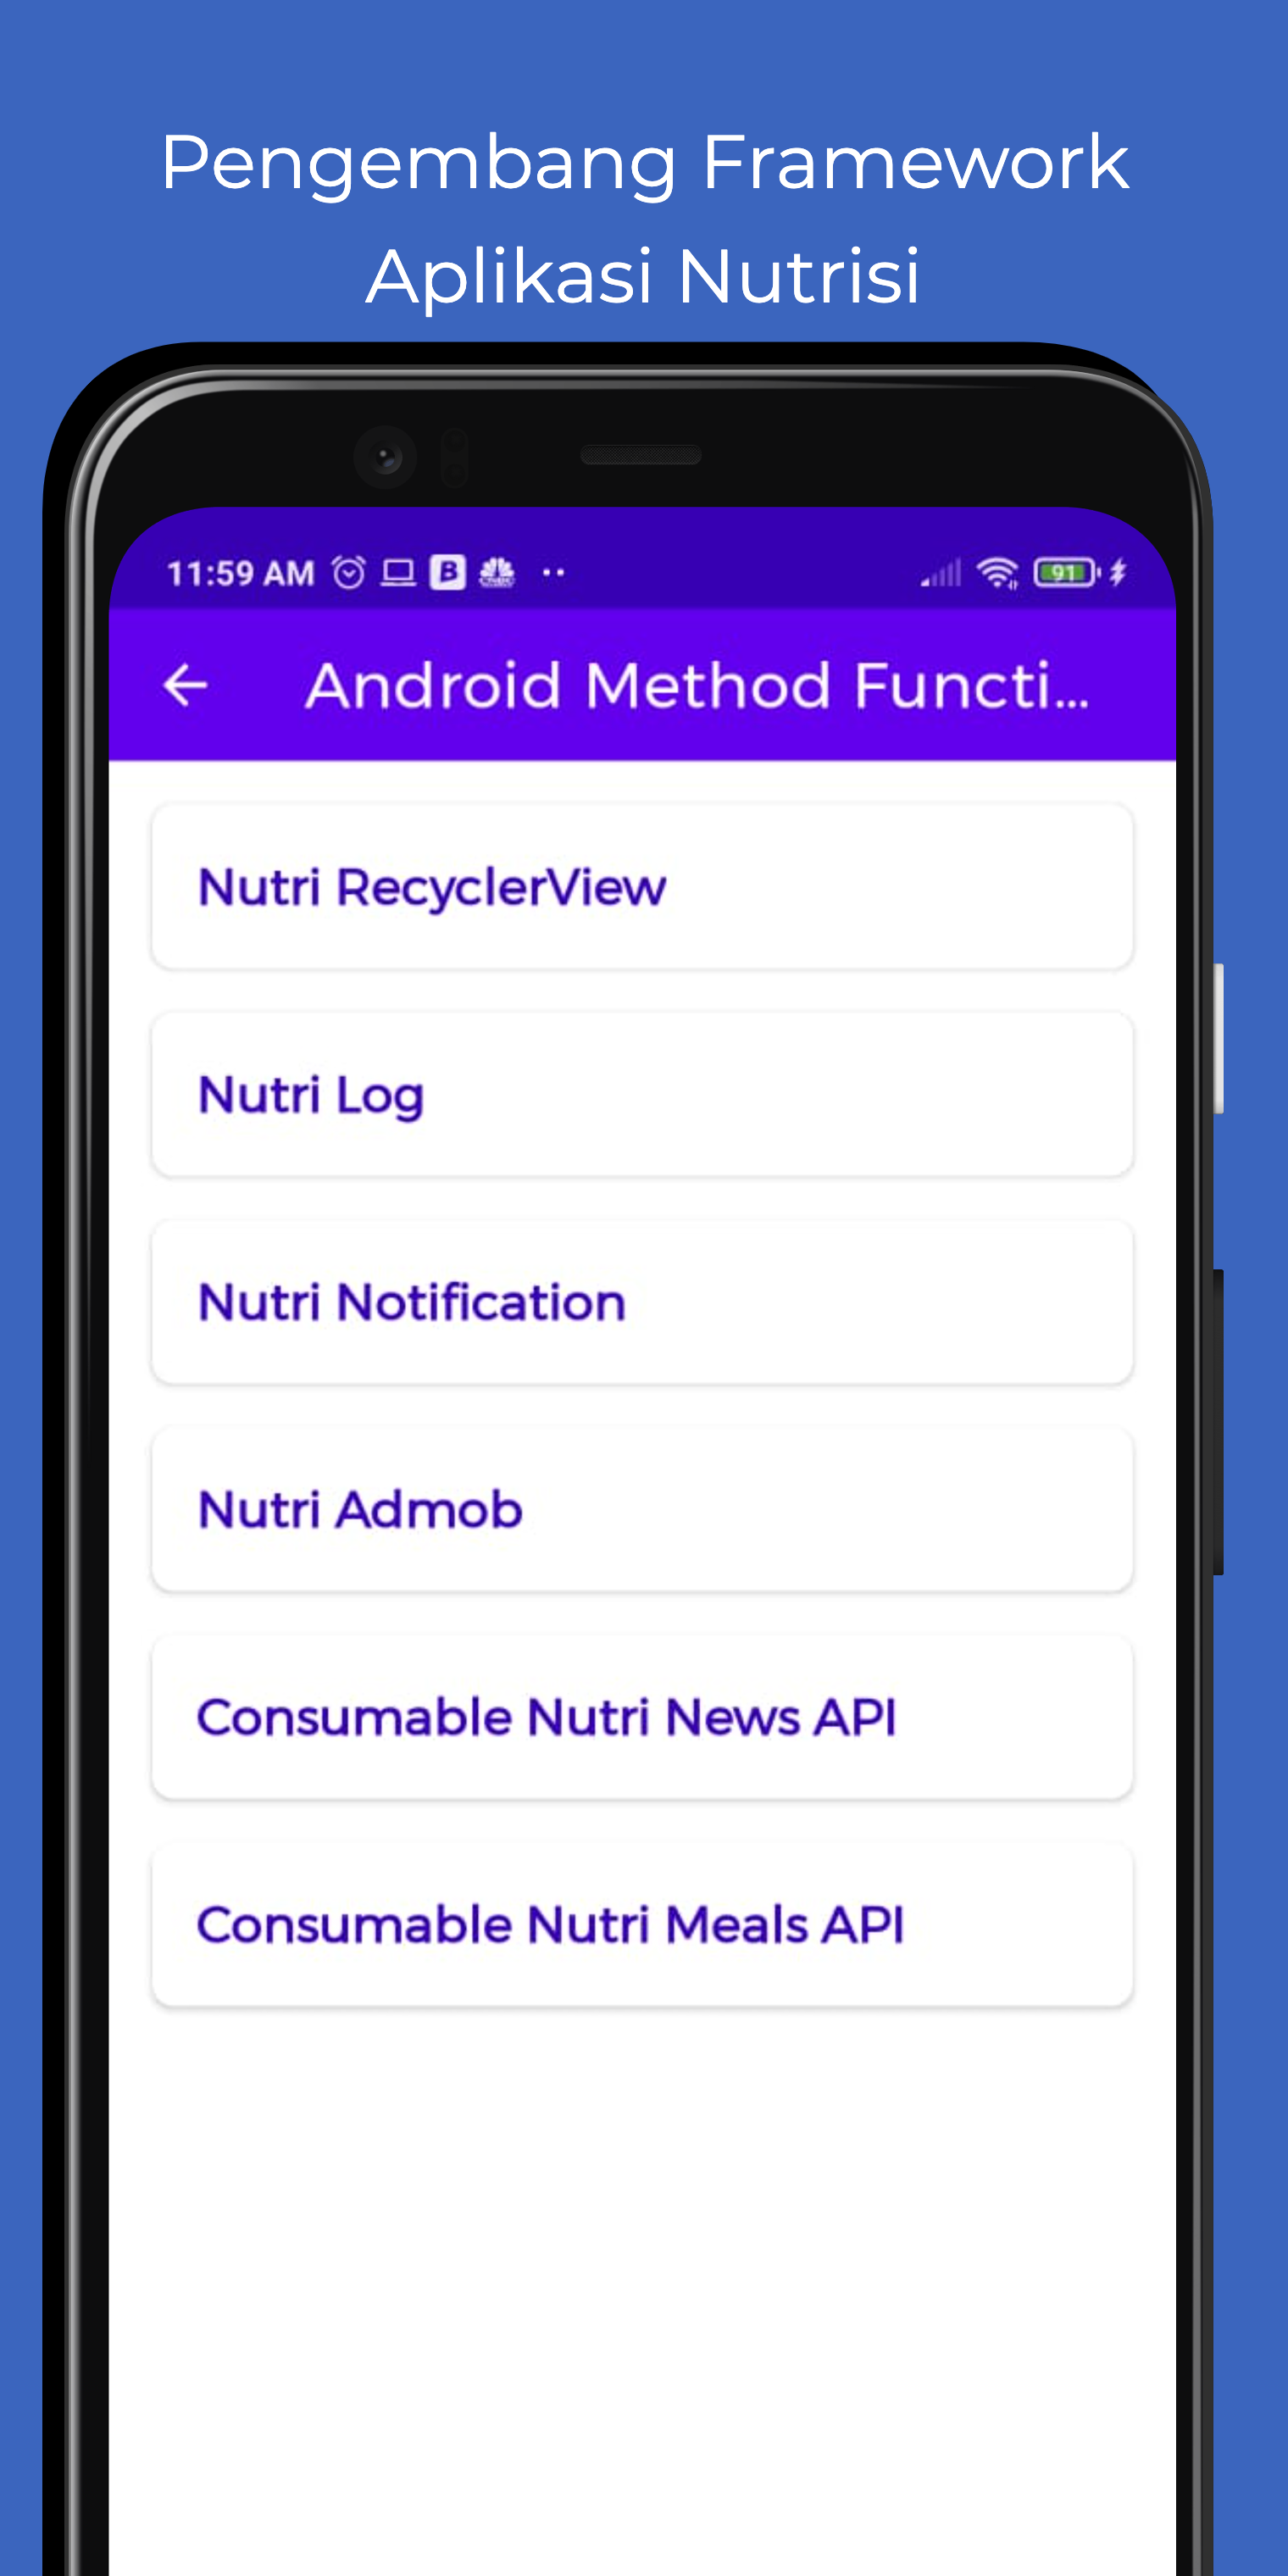 Pengembang Framework
Aplikasi Nutrisi
11:59 AM B ..
91
Android Method Functi...
Nutri RecyclerView
Nutri Log
Nutri Notification
Nutri Admob
Consumable Nutri News API
Consumable Nutri Meals API